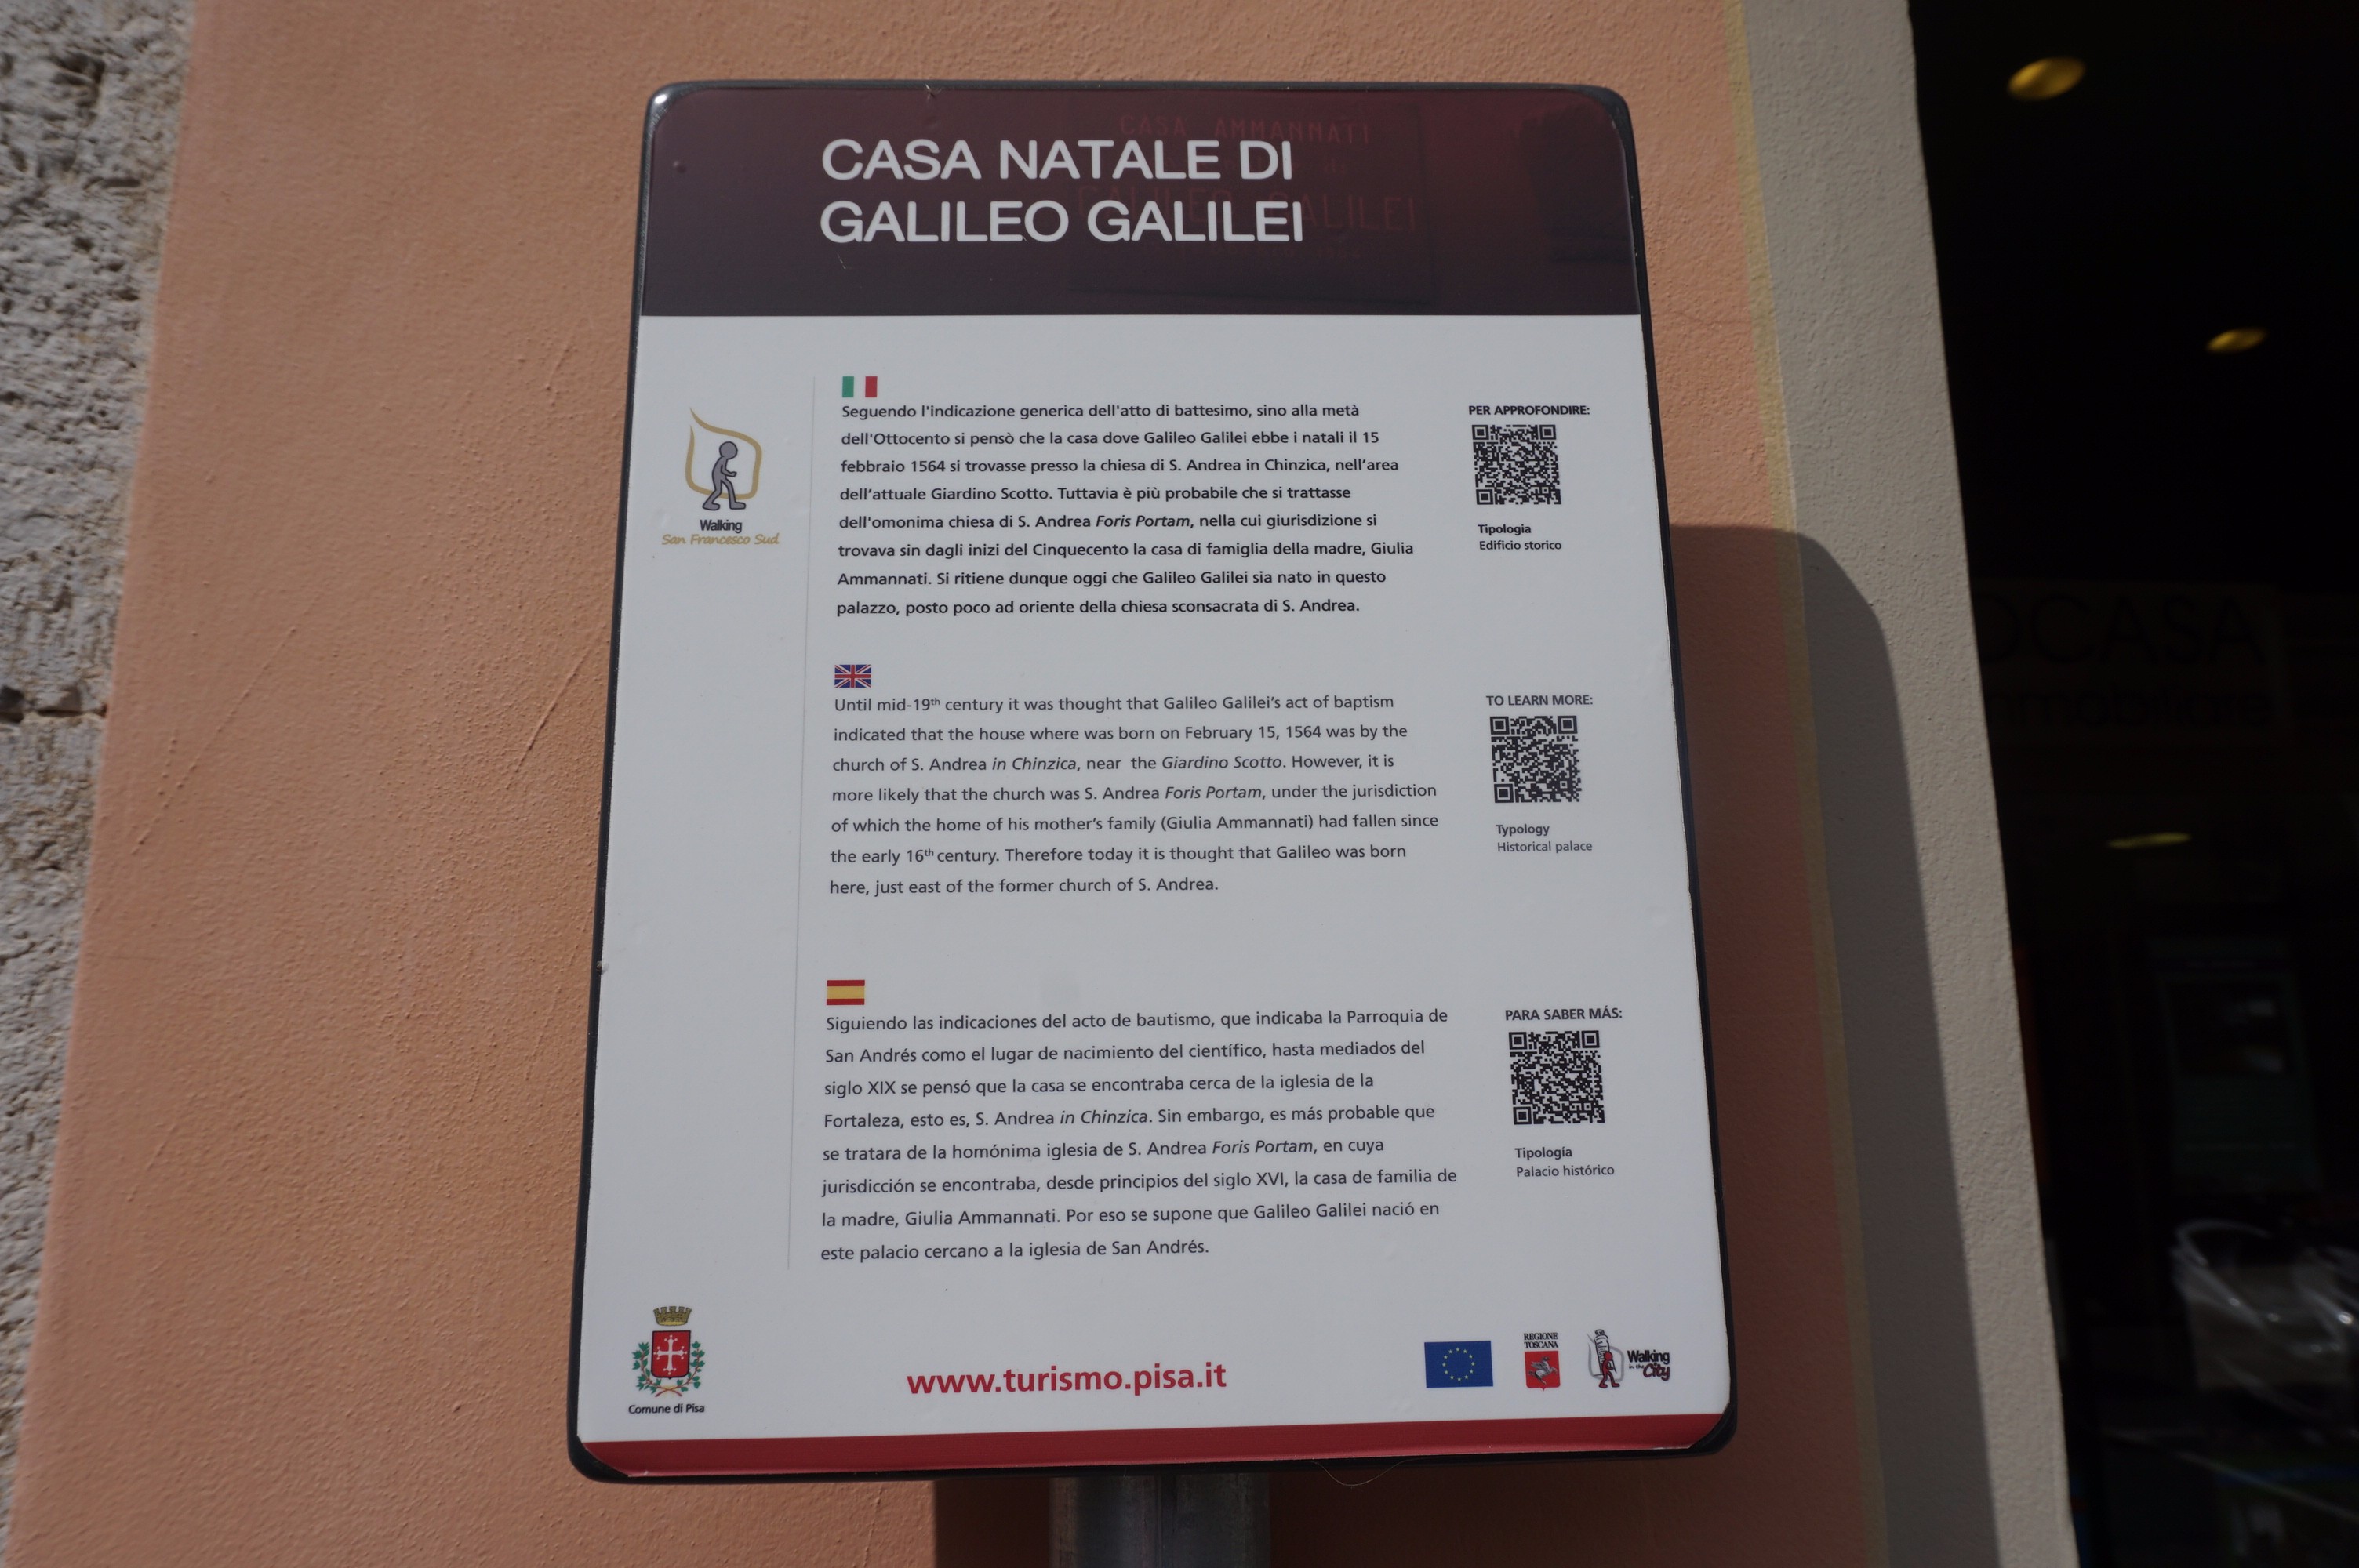 CASA AMMANNATI
GALILEO GALILEI
CASA NATALE DI
GALILEO GALILEI
Walking
San Francesco Sud
Seguendo l'indicazione generica dell'atto di battesimo, sino alla metà
dell'Ottocento si pensò che la casa dove Galileo Galilei ebbe i natali il 15
febbraio 1564 si trovasse presso la chiesa di S. Andrea in Chinzica, nell'area
dell'attuale Giardino Scotto. Tuttavia è più probabile che si trattasse
dell'omonima chiesa di S. Andrea Foris Portam, nella cui giurisdizione si
trovava sin dagli inizi del Cinquecento la casa di famiglia della madre, Giulia
Ammannati. Si ritiene dunque oggi che Galileo Galilei sia nato in questo
palazzo, posto poco ad oriente della chiesa sconsacrata di S. Andrea.
PER APPROFONDIRE:
Tipologia
Edificio storico
Until mid-19th century it was thought that Galileo Galilei's act of baptism
indicated that the house where was born on February 15, 1564 was by the
church of S. Andrea in Chinzica, near the Giardino Scotto. However, it is
more likely that the church was S. Andrea Foris Portam, under the jurisdiction
of which the home of his mother's family (Giulia Ammannati) had fallen since
the early 16th century. Therefore today it is thought that Galileo was born
here, just east of the former church of S. Andrea.
TO LEARN MORE:
Typology
Historical palace
Siguiendo las indicaciones del acto de bautismo, que indicaba la Parroquia de
San Andrés como el lugar de nacimiento del científico, hasta mediados del
siglo XIX se pensó que la casa se encontraba cerca de la iglesia de la
Fortaleza, esto es, S. Andrea in Chinzica. Sin embargo, es más probable que
se tratara de la homónima iglesia de S. Andrea Foris Portam, en cuya
jurisdicción se encontraba, desde principios del siglo XVI, la casa de familia de
la madre, Giulia Ammannati. Por eso se supone que Galileo Galilei nació en
este palacio cercano a la iglesia de San Andrés.
PARA SABER MÁS:
Tipología
Palacio histórico
Comune di Pisa
www.turismo.pisa.it
REGIONE
TOSCANA
Walking
in the City
OCASA